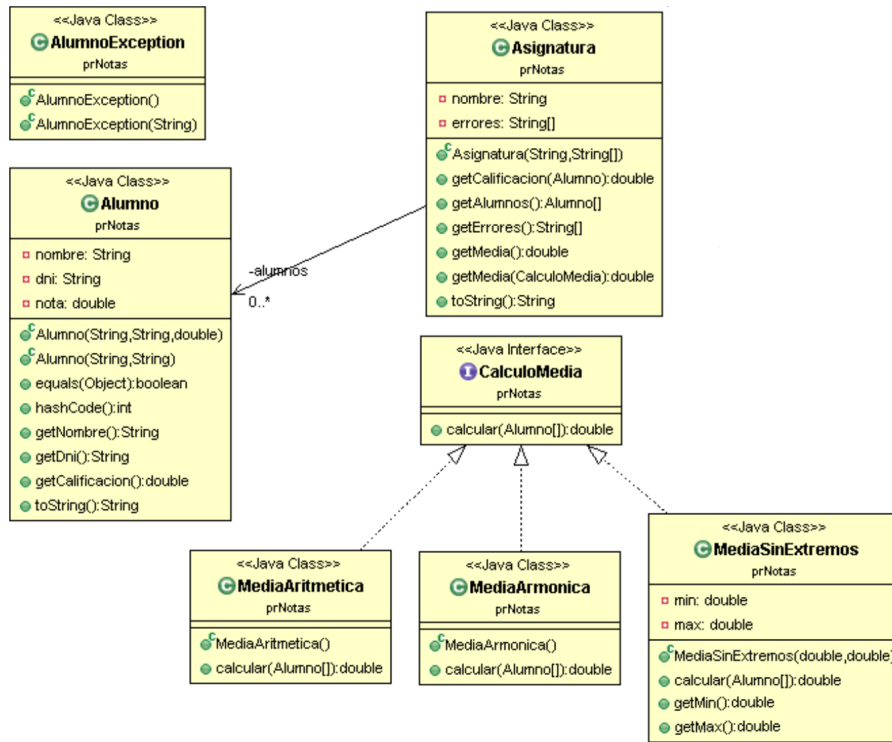 <<Java Class>>
AlumnoException
prNotas
AlumnoException()
AlumnoException(String)
<<Java Class>>
Asignatura
prNotas
nombre: String
errores: String[]
Asignatura(String,String[])
getCalificacion(Alumno):double
getAlumnos():Alumno[]
getErrores():String[]
getMedia():double
getMedia(CalculoMedia):double
toString():String
<<Java Class>>
Alumno
prNotas
nombre: String
dni: String
nota: double
Alumno(String,String,double)
Alumno(String,String)
equals(Object):boolean
hashCode():int
getNombre():String
getDni():String
getCalificacion():double
toString():String
-alumnos
0..*
<<Java Interface>>
CalculoMedia
prNotas
calcular(Alumno[]):double
<<Java Class>>
MediaAritmetica
prNotas
MediaAritmetica()
calcular(Alumno[]):double
<<Java Class>>
MediaArmonica
prNotas
MediaArmonica()
calcular(Alumno[]):double
<<Java Class>>
MediaSinExtremos
prNotas
min: double
max: double
MediaSinExtremos(double,double)
calcular(Alumno[]):double
getMin():double
getMax():double